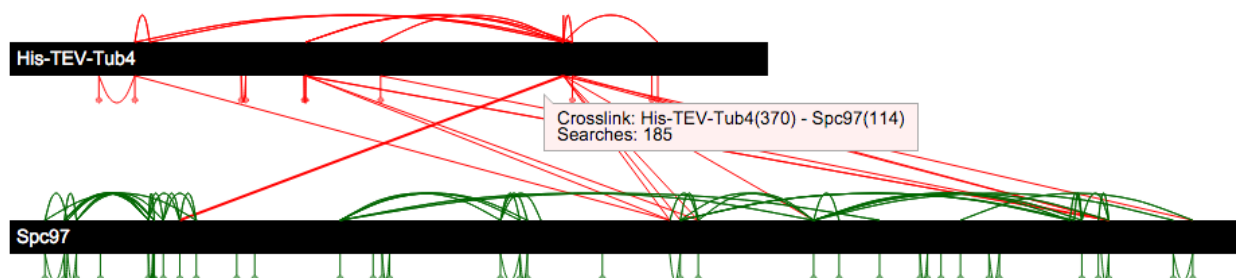 His-TEV-Tub4
Crosslink: His-TEV-Tub4(370) - Spc97(114)
Searches: 185
Spc97